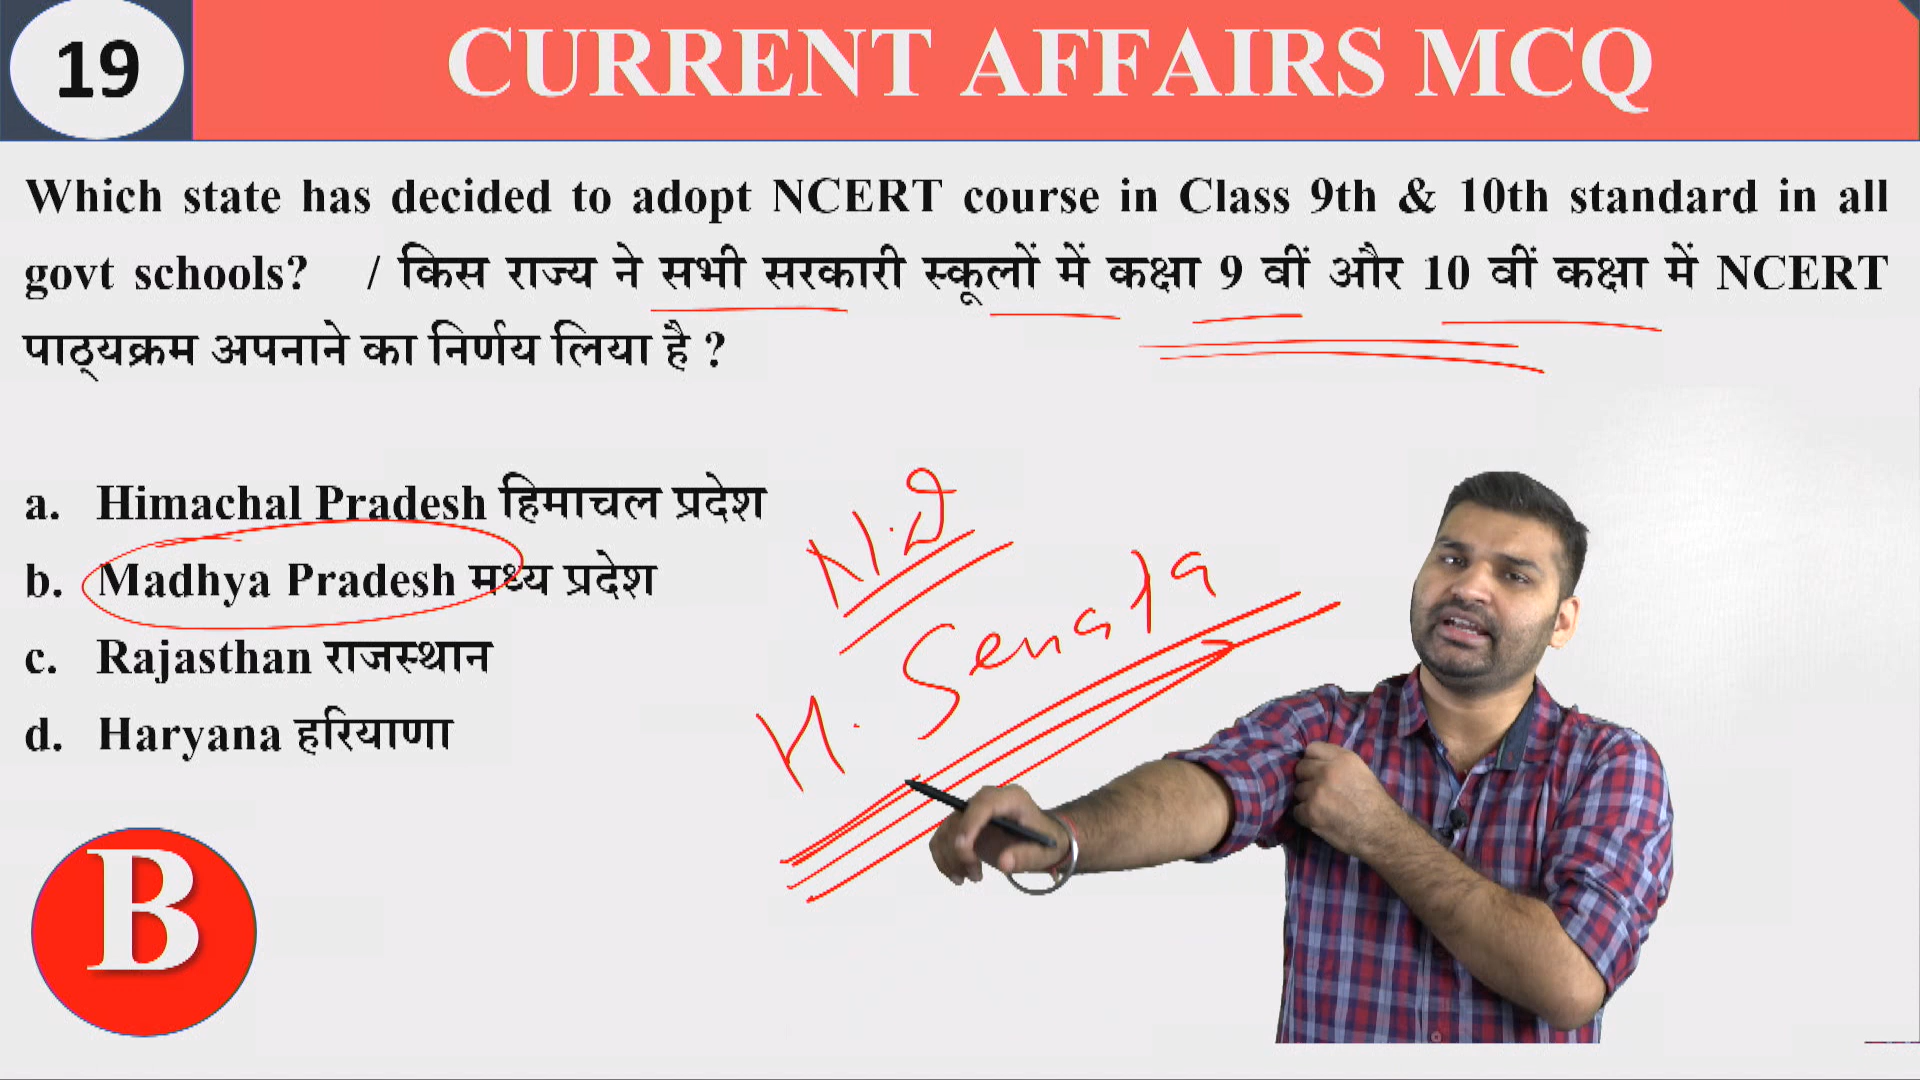 19
CURRENT AFFAIRS MCQ
Which state has decided to adopt NCERT course in Class 9th & 10th standard in all
govt schools? / किस राज्य ने सभी सरकारी स्कूलों में कक्षा 9 वीं और 10 वीं कक्षा में NCERT
पाठ्यक्रम अपनाने का निर्णय लिया है ?
a. Himachal Pradesh हिमाचल प्रदेश
b. Madhya Pradesh मध्य प्रदेश
c. Rajasthan राजस्थान
d. Haryana हरियाणा
B